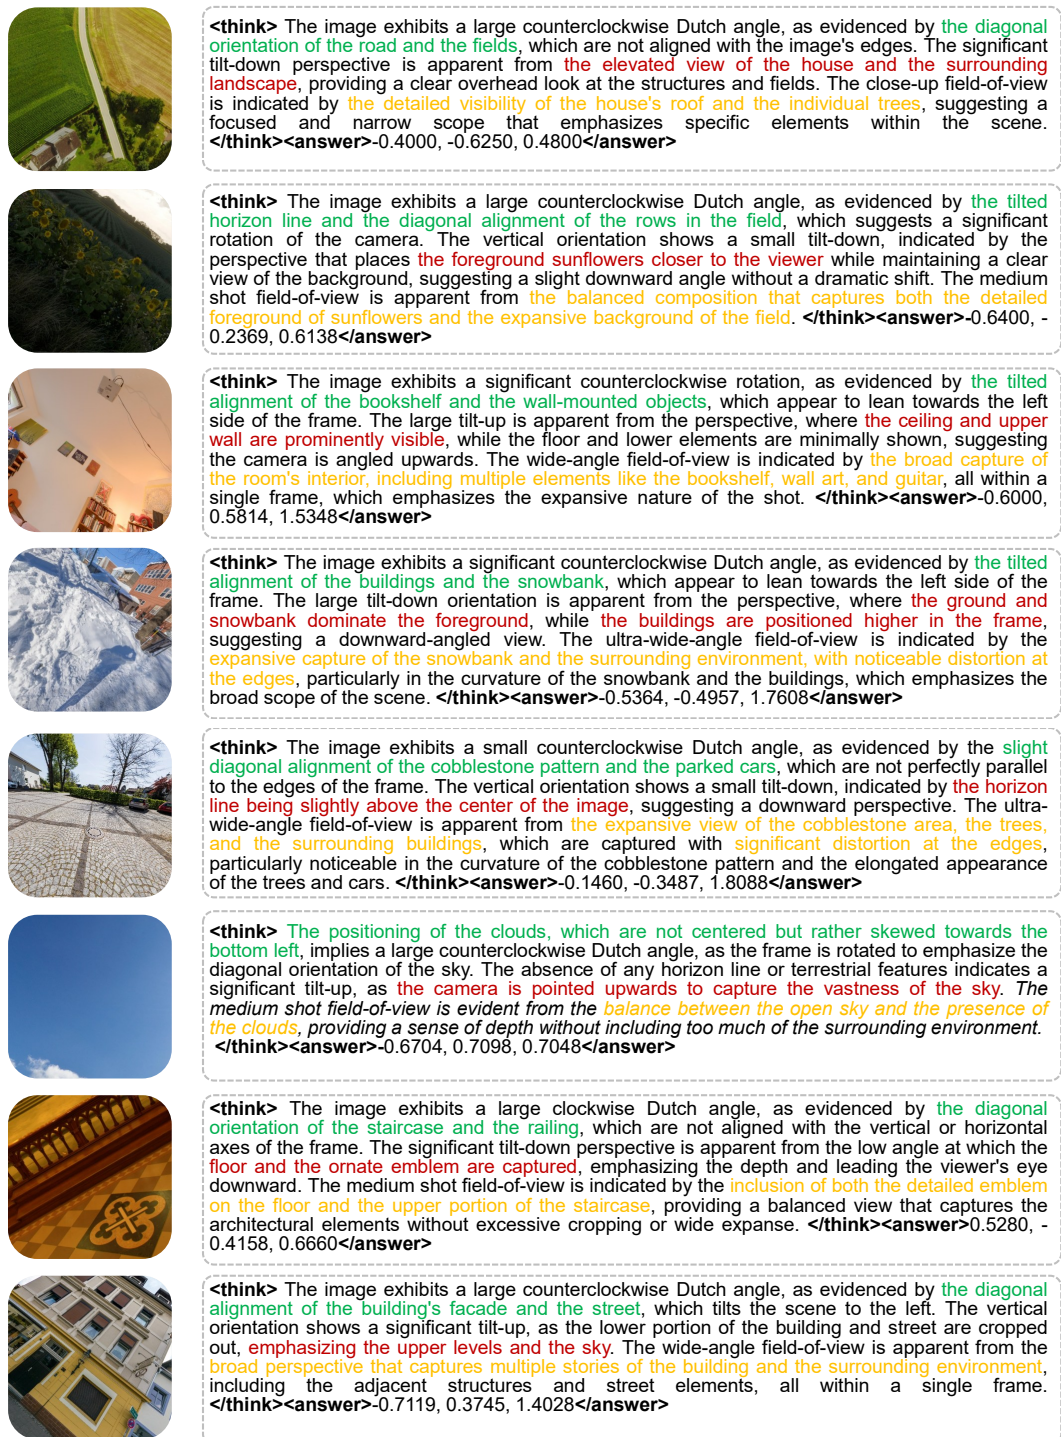 <think> The image exhibits a large counterclockwise Dutch angle, as evidenced by the diagonal
orientation of the road and the fields, which are not aligned with the image's edges. The significant
tilt-down perspective is apparent from the elevated view of the house and the surrounding
landscape, providing a clear overhead look at the structures and fields. The close-up field-of-view
is indicated by the detailed visibility of the house's roof and the individual trees, suggesting a
focused and narrow scope that emphasizes specific elements within the scene.
</think><answer>-0.4000, -0.6250, 0.4800</answer>
<think> The image exhibits a large counterclockwise Dutch angle, as evidenced by the tilted
horizon line and the diagonal alignment of the rows in the field, which suggests a significant
rotation of the camera. The vertical orientation shows a small tilt-down, indicated by the
perspective that places the foreground sunflowers closer to the viewer while maintaining a clear
view of the background, suggesting a slight downward angle without a dramatic shift. The medium
shot field-of-view is apparent from the balanced composition that captures both the detailed
foreground of sunflowers and the expansive background of the field. </think><answer>-0.6400, -
0.2369, 0.6138</answer>
<think> The image exhibits a significant counterclockwise rotation, as evidenced by the tilted
alignment of the bookshelf and the wall-mounted objects, which appear to lean towards the left
side of the frame. The large tilt-up is apparent from the perspective, where the ceiling and upper
wall are prominently visible, while the floor and lower elements are minimally shown, suggesting
the camera is angled upwards. The wide-angle field-of-view is indicated by the broad capture of
the room's interior, including multiple elements like the bookshelf, wall art, and guitar, all within a
single frame, which emphasizes the expansive nature of the shot. </think><answer>-0.6000,
0.5814, 1.5348</answer>
<think> The image exhibits a significant counterclockwise Dutch angle, as evidenced by the tilted
alignment of the buildings and the snowbank, which appear to lean towards the left side of the
frame. The large tilt-down orientation is apparent from the perspective, where the ground and
snowbank dominate the foreground, while the buildings are positioned higher in the frame,
suggesting a downward-angled view. The ultra-wide-angle field-of-view is indicated by the
expansive capture of the snowbank and the surrounding environment, with noticeable distortion at
the edges, particularly in the curvature of the snowbank and the buildings, which emphasizes the
broad scope of the scene. </think><answer>-0.5364, -0.4957, 1.7608</answer>
<think> The image exhibits a small counterclockwise Dutch angle, as evidenced by the slight
diagonal alignment of the cobblestone pattern and the parked cars, which are not perfectly parallel
to the edges of the frame. The vertical orientation shows a small tilt-down, indicated by the horizon
line being slightly above the center of the image, suggesting a downward perspective. The ultra-
wide-angle field-of-view is apparent from the expansive view of the cobblestone area, the trees,
and the surrounding buildings, which are captured with significant distortion at the edges,
particularly noticeable in the curvature of the cobblestone pattern and the elongated appearance
of the trees and cars. </think><answer>-0.1460, -0.3487, 1.8088</answer>
<think> The positioning of the clouds, which are not centered but rather skewed towards the
bottom left, implies a large counterclockwise Dutch angle, as the frame is rotated to emphasize the
diagonal orientation of the sky. The absence of any horizon line or terrestrial features indicates a
significant tilt-up, as the camera is pointed upwards to capture the vastness of the sky. The
medium shot field-of-view is evident from the balance between the open sky and the presence of
the clouds, providing a sense of depth without including too much of the surrounding environment.
</think><answer>-0.6704, 0.7098, 0.7048</answer>
<think> The image exhibits a large clockwise Dutch angle, as evidenced by the diagonal
orientation of the staircase and the railing, which are not aligned with the vertical or horizontal
axes of the frame. The significant tilt-down perspective is apparent from the low angle at which the
floor and the ornate emblem are captured, emphasizing the depth and leading the viewer's eye
downward. The medium shot field-of-view is indicated by the inclusion of both the detailed emblem
on the floor and the upper portion of the staircase, providing a balanced view that captures the
architectural elements without excessive cropping or wide expanse. </think><answer>0.5280, -
0.4158, 0.6660</answer>
<think> The image exhibits a large counterclockwise Dutch angle, as evidenced by the diagonal
alignment of the building's facade and the street, which tilts the scene to the left. The vertical
orientation shows a significant tilt-up, as the lower portion of the building and street are cropped
out, emphasizing the upper levels and the sky. The wide-angle field-of-view is apparent from the
broad perspective that captures multiple stories of the building and the surrounding environment,
including the adjacent structures and street elements, all within a single frame.
</think><answer>-0.7119, 0.3745, 1.4028</answer>